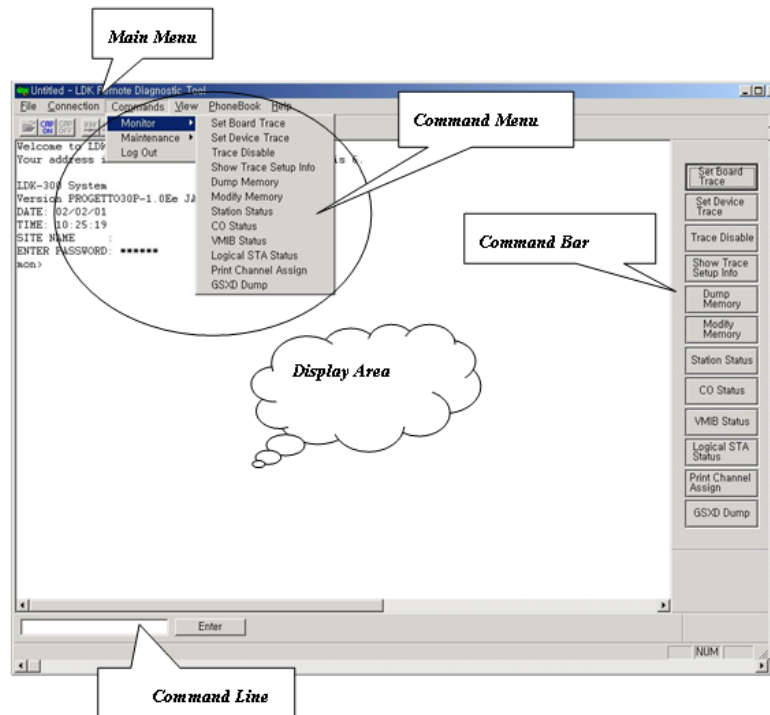 Main Menu
Untitled - LDK Remote Diagnostic Tool
File Connection Commands View PhoneBook Help
CAP ON CAP OFF
Monitor
Maintenance
Log Out
Set Board Trace
Set Device Trace
Trace Disable
Show Trace Setup Info
Dump Memory
Modify Memory
Station Status
CO Status
VMIB Status
Logical STA Status
Print Channel Assign
GSXD Dump
Command Menu
Welcome to LDK
Your address is 6.
LDK-300 System
Version PROGETTO30P-1.0Ee
DATE: 02/02/01
TIME: 10:25:19
SITE NAME :
ENTER PASSWORD: ******
mon>
Command Bar
Display Area
Set Board
Trace
Set Device
Trace
Trace Disable
Show Trace
Setup Info
Dump
Memory
Modify
Memory
Station Status
CO Status
VMIB Status
Logical STA
Status
Print Channel
Assign
GSXD Dump
Enter
NUM
Command Line